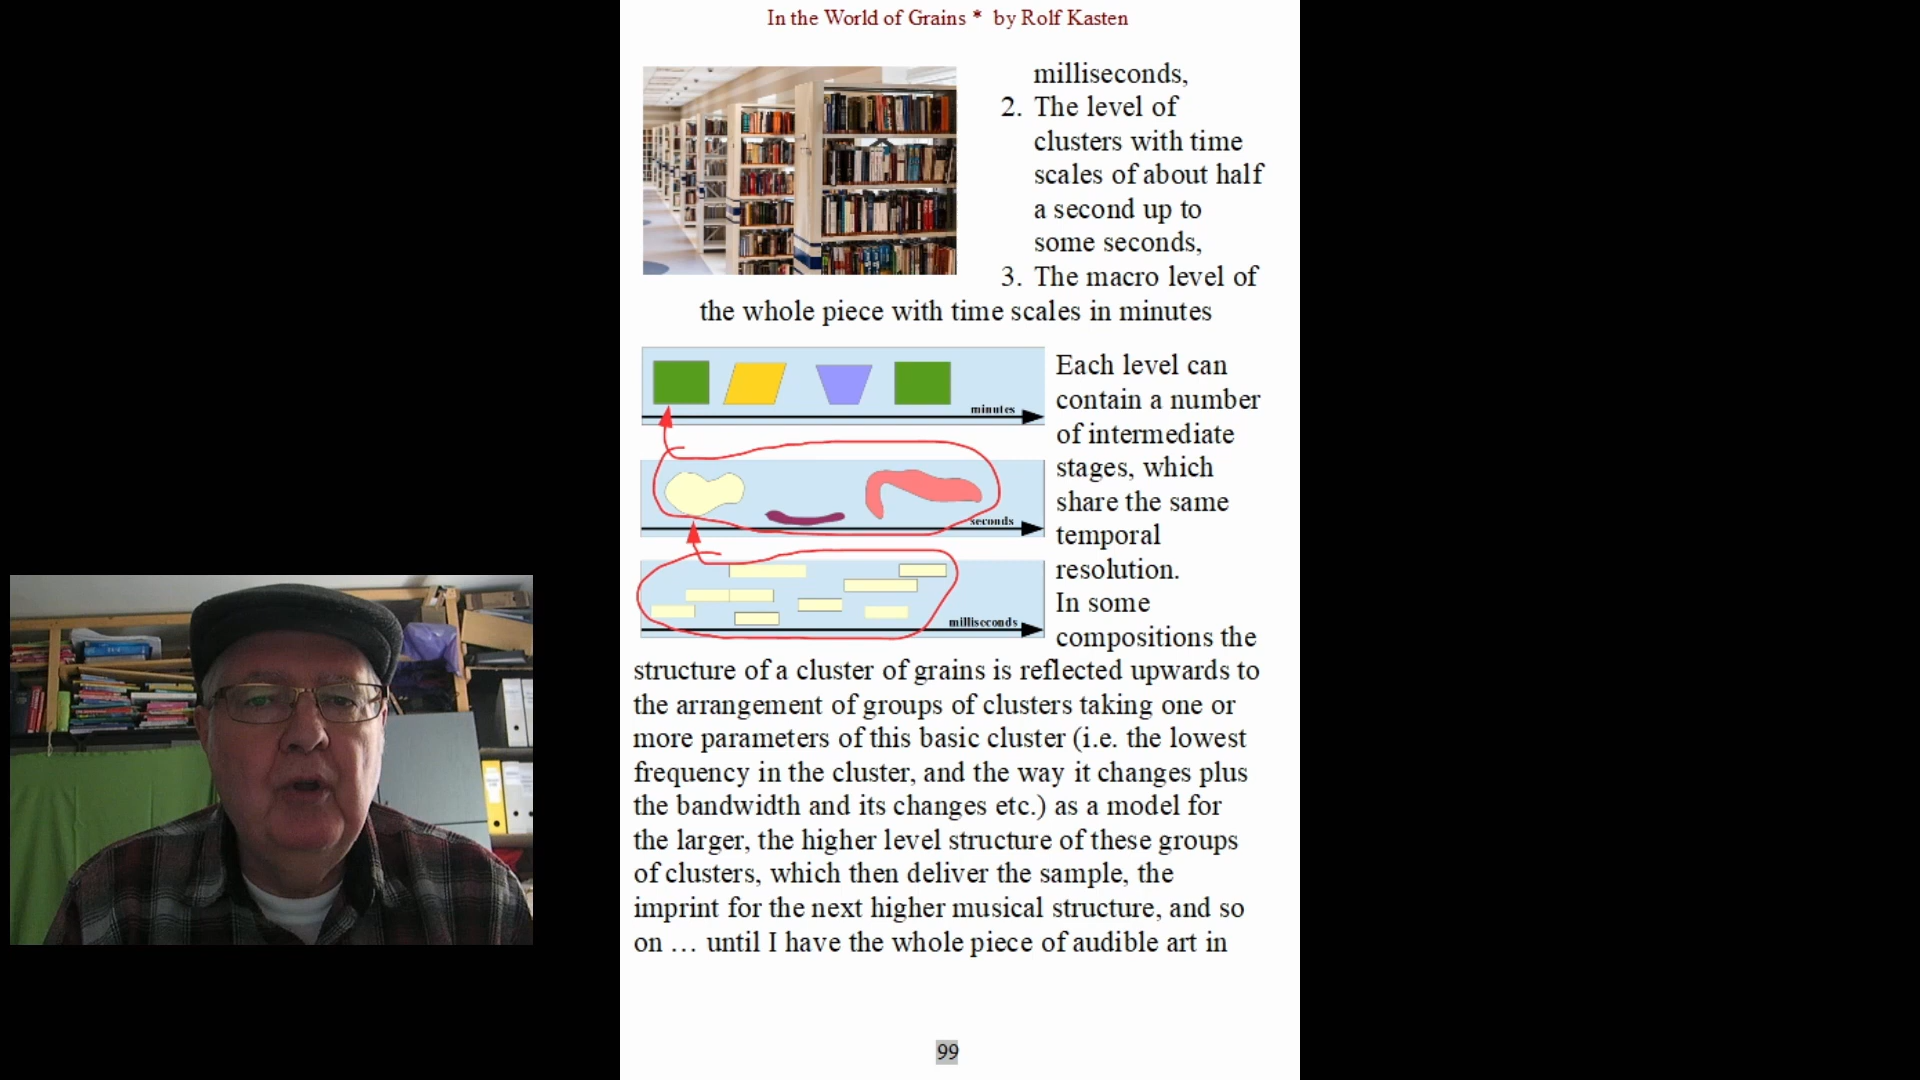 In the World of Grains * by Rolf Kasten
milliseconds,
2. The level of
clusters with time
scales of about half
a second up to
some seconds,
3. The macro level of
the whole piece with time scales in minutes
minutes
seconds
milliseconds
Each level can
contain a number
of intermediate
stages, which
share the same
temporal
resolution.
In some
compositions the
structure of a cluster of grains is reflected upwards to
the arrangement of groups of clusters taking one or
more parameters of this basic cluster (i.e. the lowest
frequency in the cluster, and the way it changes plus
the bandwidth and its changes etc.) as a model for
the larger, the higher level structure of these groups
of clusters, which then deliver the sample, the
imprint for the next higher musical structure, and so
on … until I have the whole piece of audible art in
99